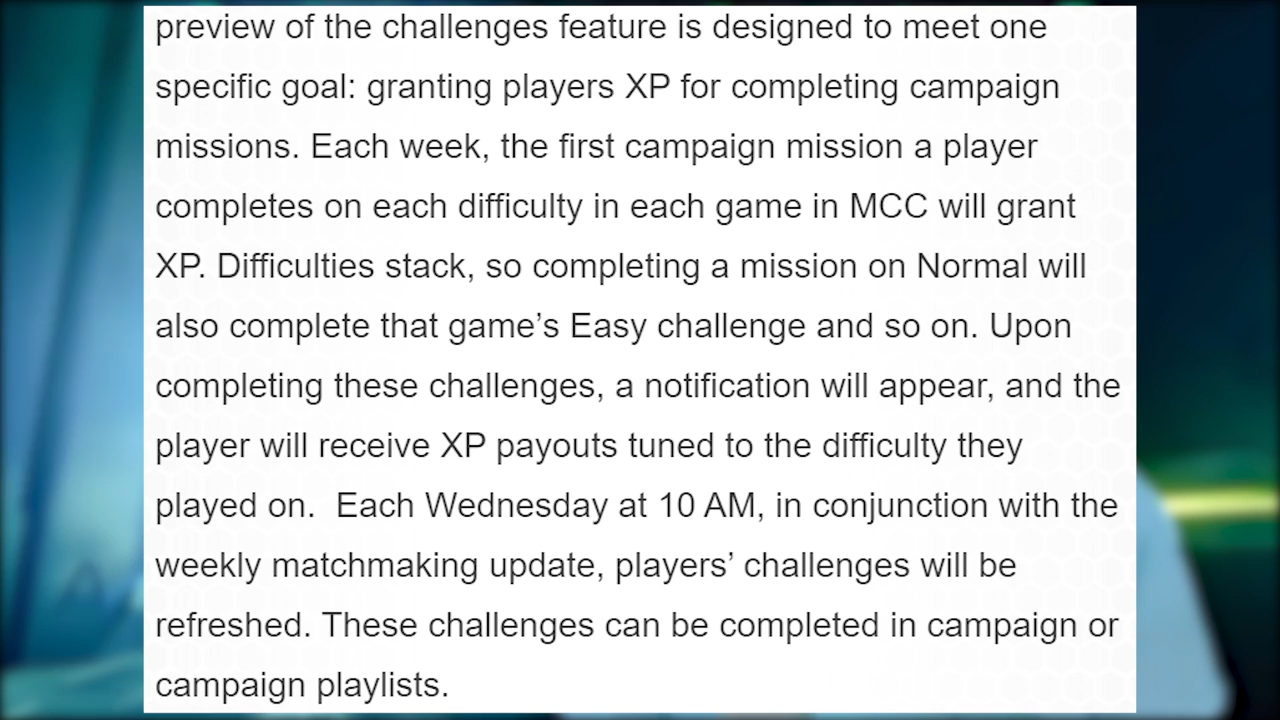 preview of the challenges feature is designed to meet one
specific goal: granting players XP for completing campaign
missions. Each week, the first campaign mission a player
completes on each difficulty in each game in MCC will grant
XP. Difficulties stack, so completing a mission on Normal will
also complete that game’s Easy challenge and so on. Upon
completing these challenges, a notification will appear, and the
player will receive XP payouts tuned to the difficulty they
played on.  Each Wednesday at 10 AM, in conjunction with the
weekly matchmaking update, players’ challenges will be
refreshed. These challenges can be completed in campaign or
campaign playlists.